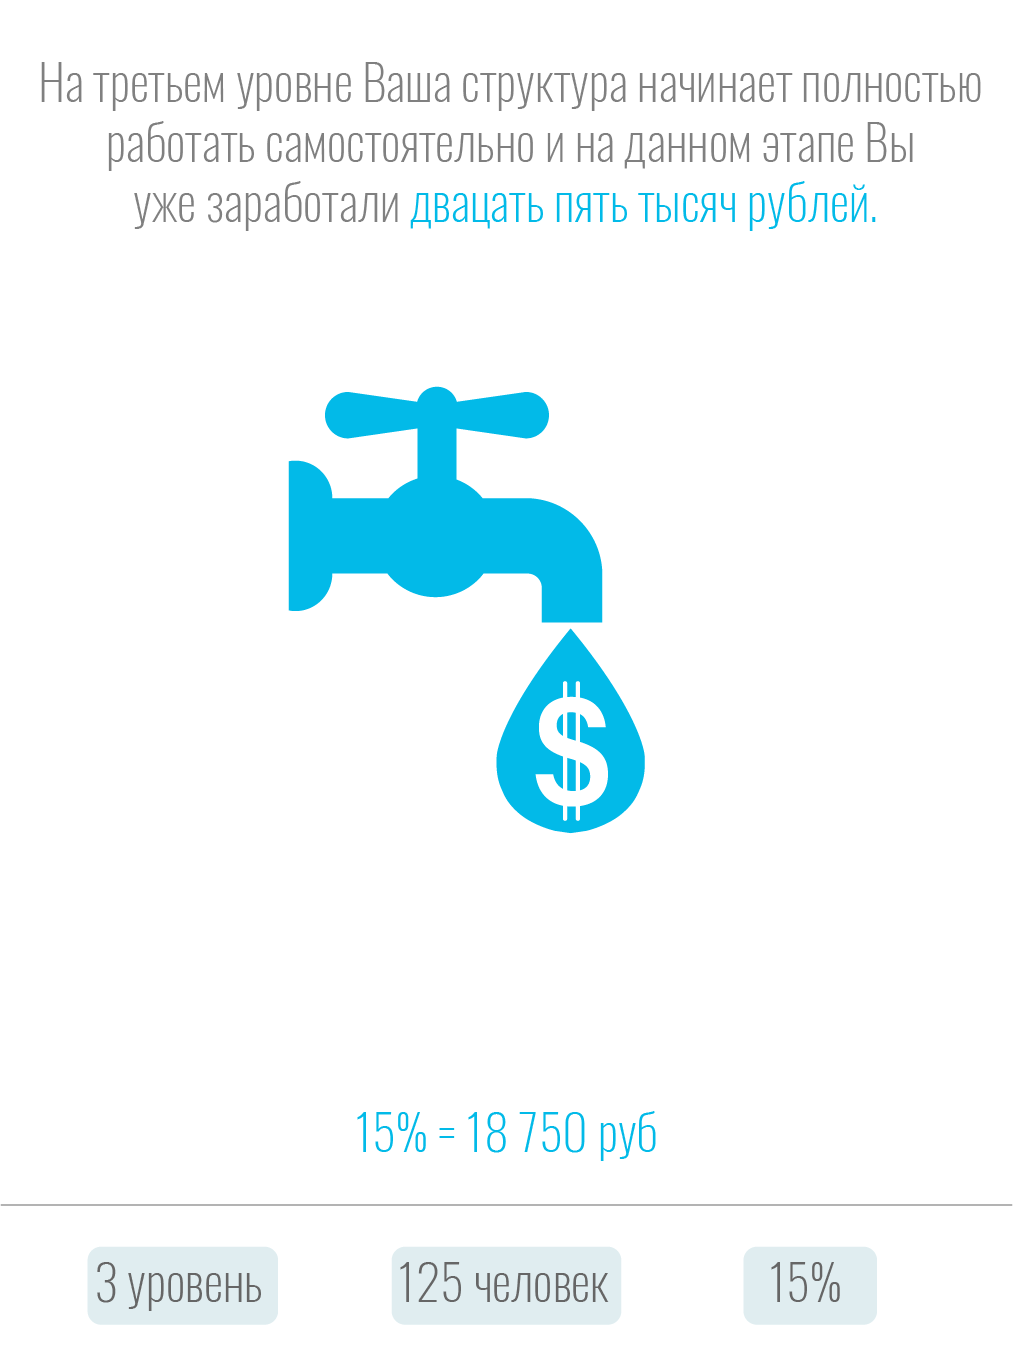 На третьем уровне Ваша структура начинает полностью
работать самостоятельно и на данном этапе Вы
уже заработали двацать пять тысяч рублей.
$
15% = 18 750 руб
3 уровень 125 человек 15%